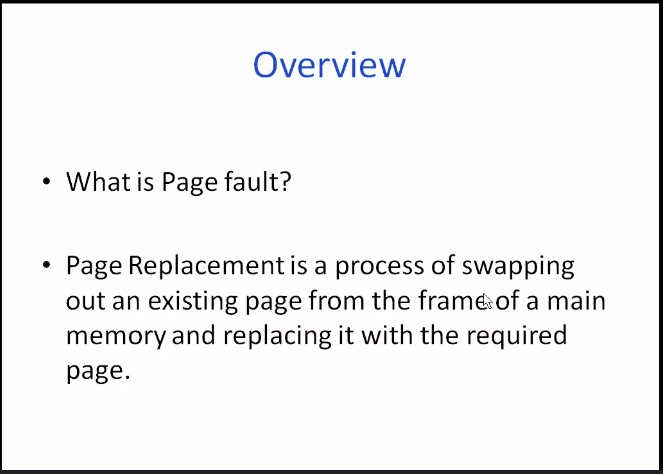 Overview
• What is Page fault?
• Page Replacement is a process of swapping
out an existing page from the frame of a main
memory and replacing it with the required
page.